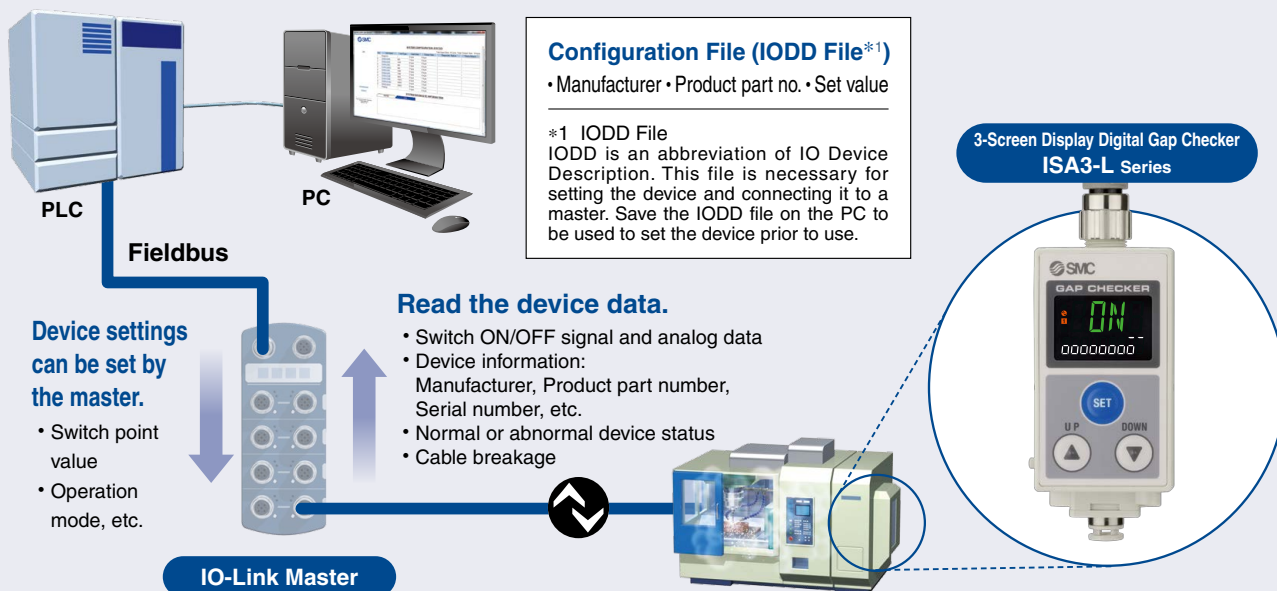 PLC
PC
SMC
Configuration File (IODD File*1)
• Manufacturer • Product part no. • Set value
*1 IODD File
IODD is an abbreviation of IO Device
Description. This file is necessary for
setting the device and connecting it to a
master. Save the IODD file on the PC to
be used to set the device prior to use.
3-Screen Display Digital Gap Checker
ISA3-L Series
Fieldbus
Device settings
can be set by
the master.
• Switch point
value
• Operation
mode, etc.
Read the device data.
• Switch ON/OFF signal and analog data
• Device information:
Manufacturer, Product part number,
Serial number, etc.
• Normal or abnormal device status
• Cable breakage
IO-Link Master
SMC
GAP CHECKER
ON
--
00000000
SET
UP DOWN